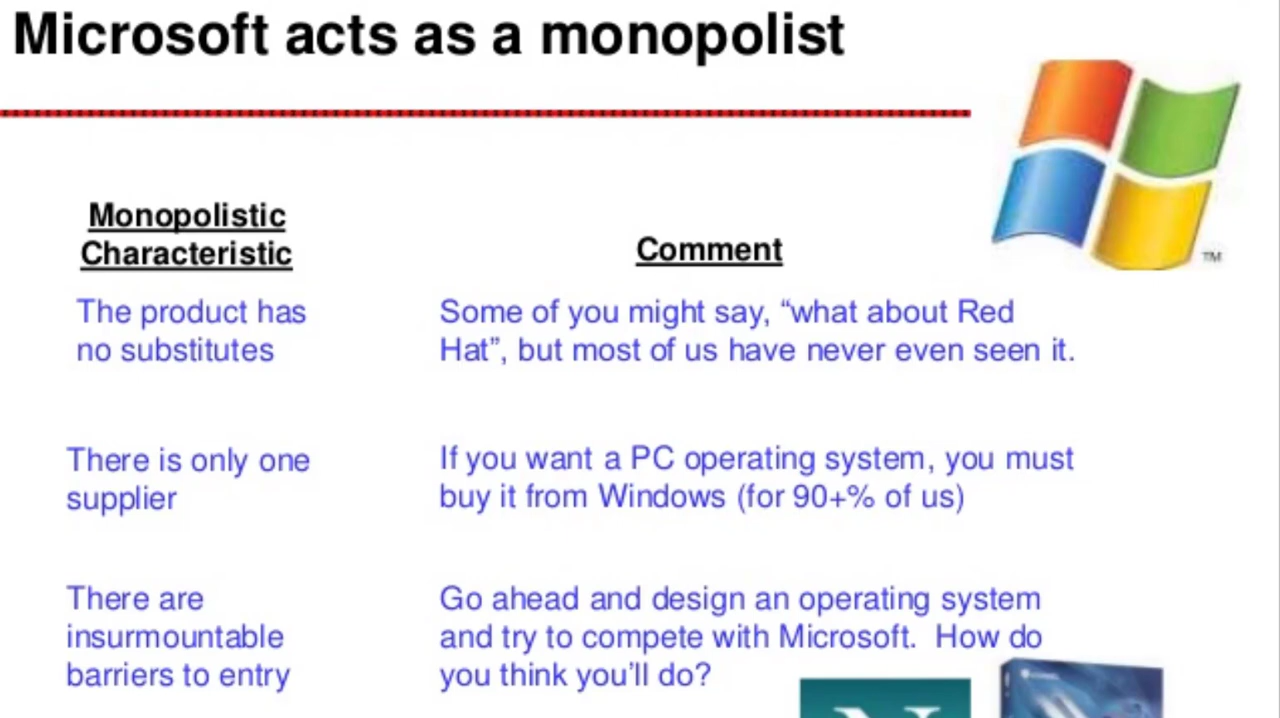 Microsoft acts as a monopolist
Monopolistic
Characteristic
Comment
The product has
no substitutes
Some of you might say, “what about Red
Hat”, but most of us have never even seen it.
There is only one
supplier
If you want a PC operating system, you must
buy it from Windows (for 90+% of us)
There are
insurmountable
barriers to entry
Go ahead and design an operating system
and try to compete with Microsoft.  How do
you think you’ll do?
TM